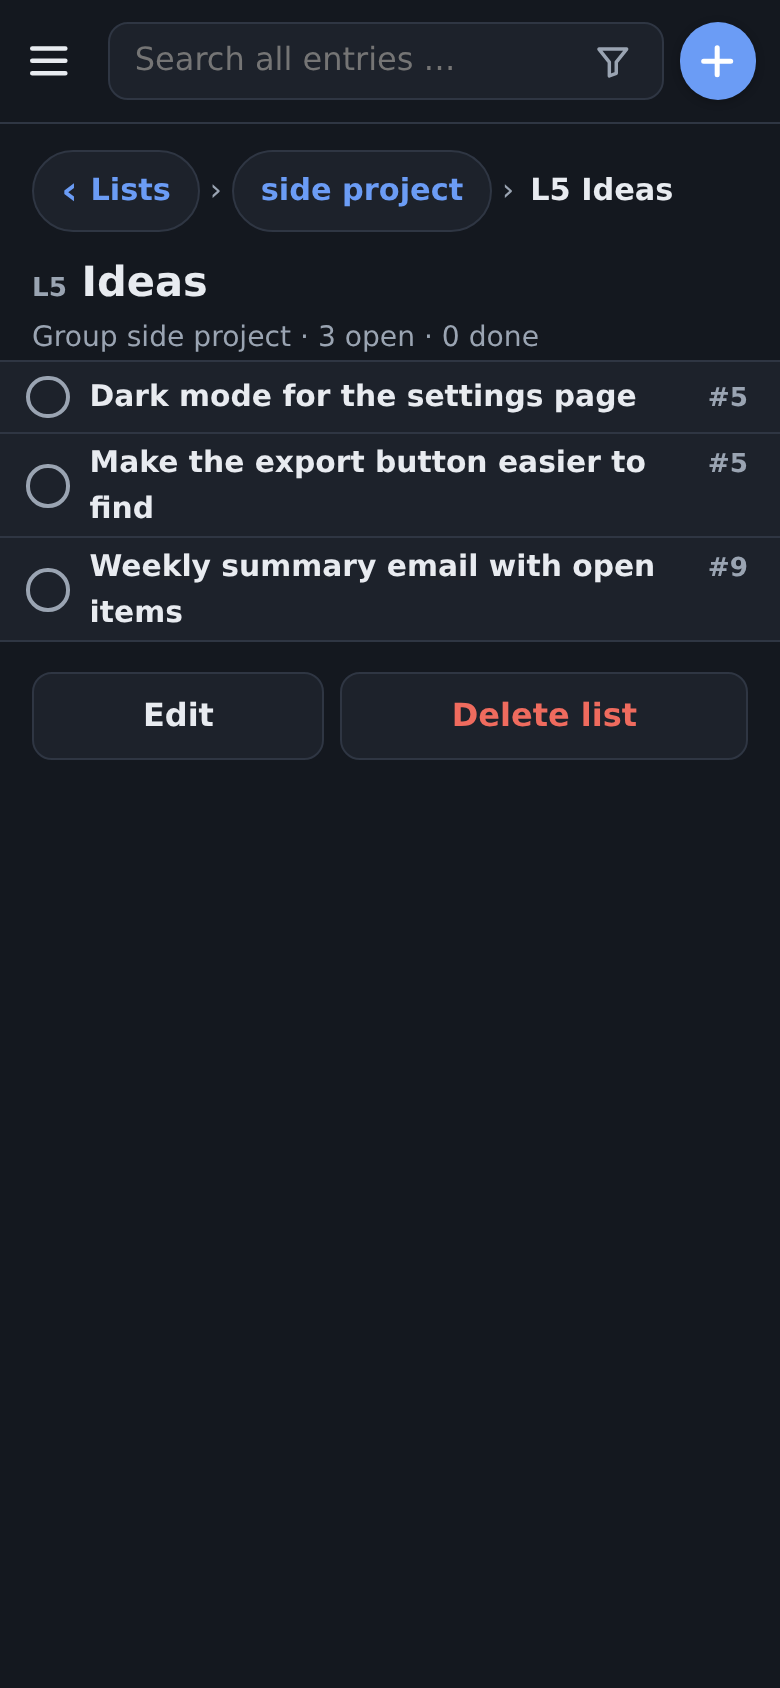 Search all entries ...
‹ Lists › side project › L5 Ideas
L5 Ideas
Group side project · 3 open · 0 done
Dark mode for the settings page #5
Make the export button easier to #5
find
Weekly summary email with open #9
items
Edit Delete list